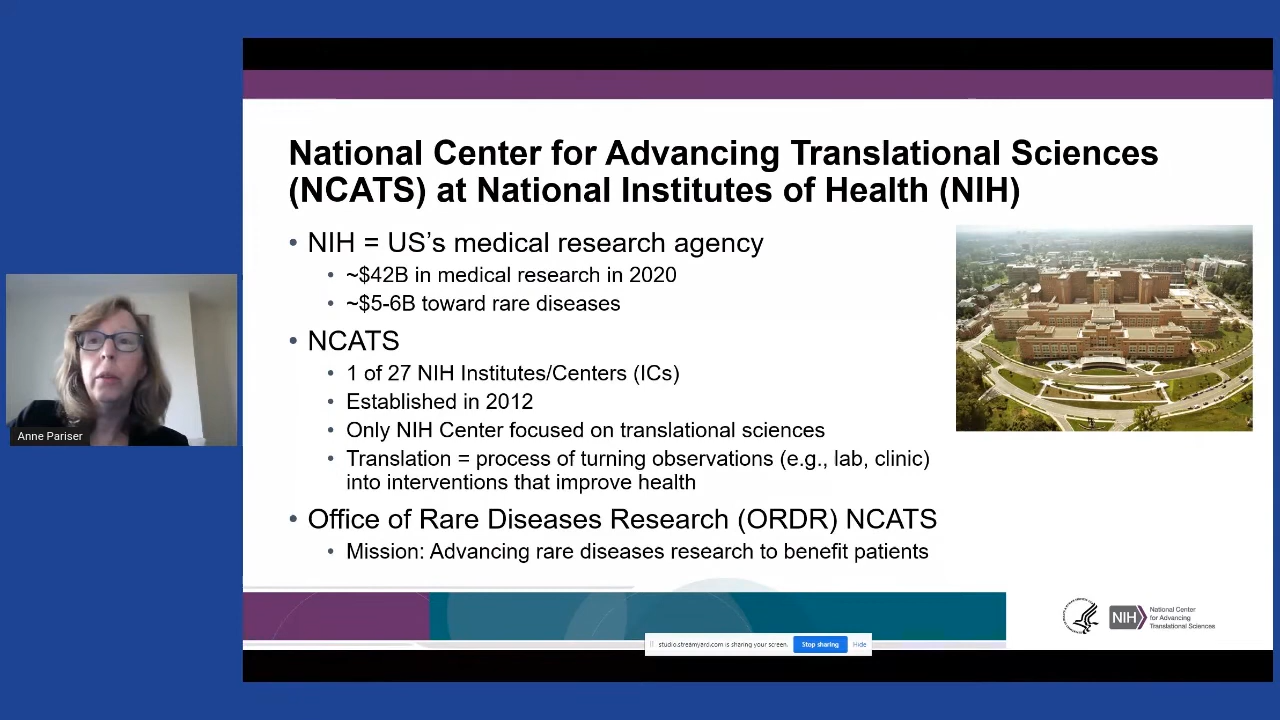 National Center for Advancing Translational Sciences
(NCATS) at National Institutes of Health (NIH)
• NIH = US's medical research agency
• ~$42B in medical research in 2020
• ~$5-6B toward rare diseases
• NCATS
• 1 of 27 NIH Institutes/Centers (ICs)
• Established in 2012
• Only NIH Center focused on translational sciences
• Translation = process of turning observations (e.g., lab, clinic)
into interventions that improve health
• Office of Rare Diseases Research (ORDR) NCATS
• Mission: Advancing rare diseases research to benefit patients
Anne Pariser
NIH
National Center
for Advancing
Translational Sciences
studio.streamyard.com is sharing your screen.
Stop sharing
Hide